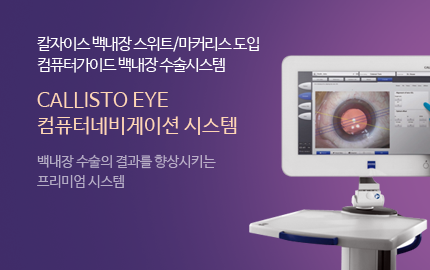 칼자이스 백내장 스위트/마커리스 도입
컴퓨터가이드 백내장 수술시스템
CALLISTO EYE
컴퓨터네비게이션 시스템
백내장 수술의 결과를 향상시키는
프리미엄 시스템
ZEISS